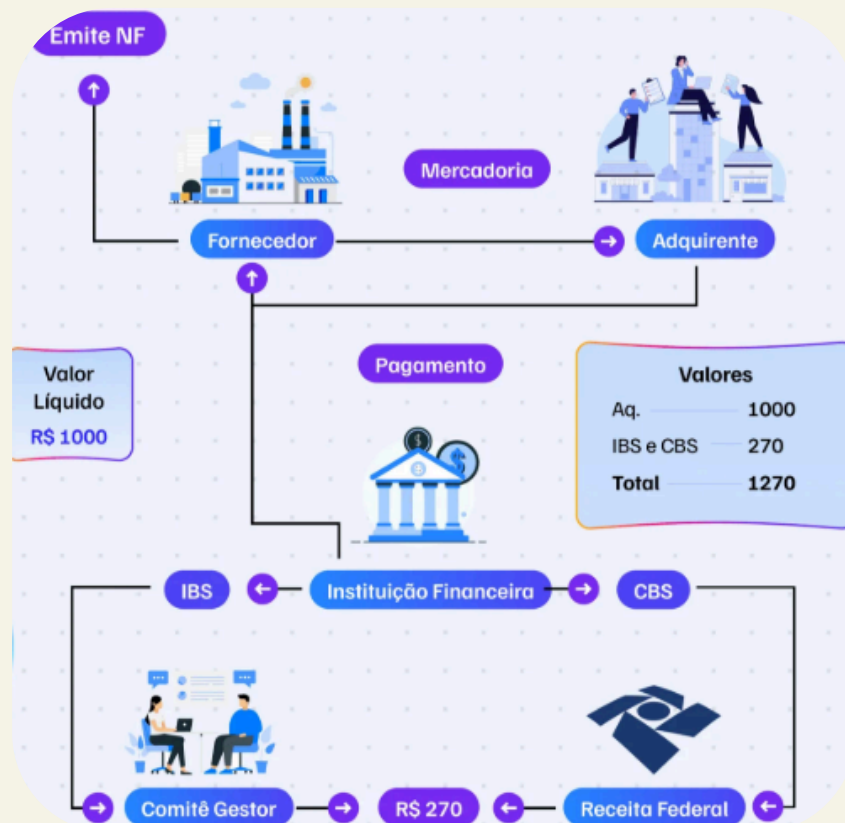 Emite NF
Mercadoria
Fornecedor
Adquirente
Pagamento
Valor
Líquido
R$ 1000
Valores
Aq. 1000
IBS e CBS 270
Total 1270
IBS
Instituição Financeira
CBS
Comitê Gestor
R$ 270
Receita Federal